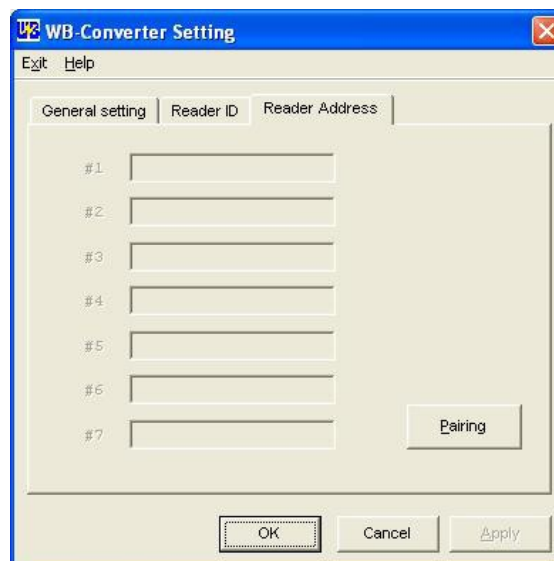 WB-Converter Setting
Exit Help
General setting Reader ID Reader Address
#1
#2
#3
#4
#5
#6
#7
Pairing
OK Cancel Apply